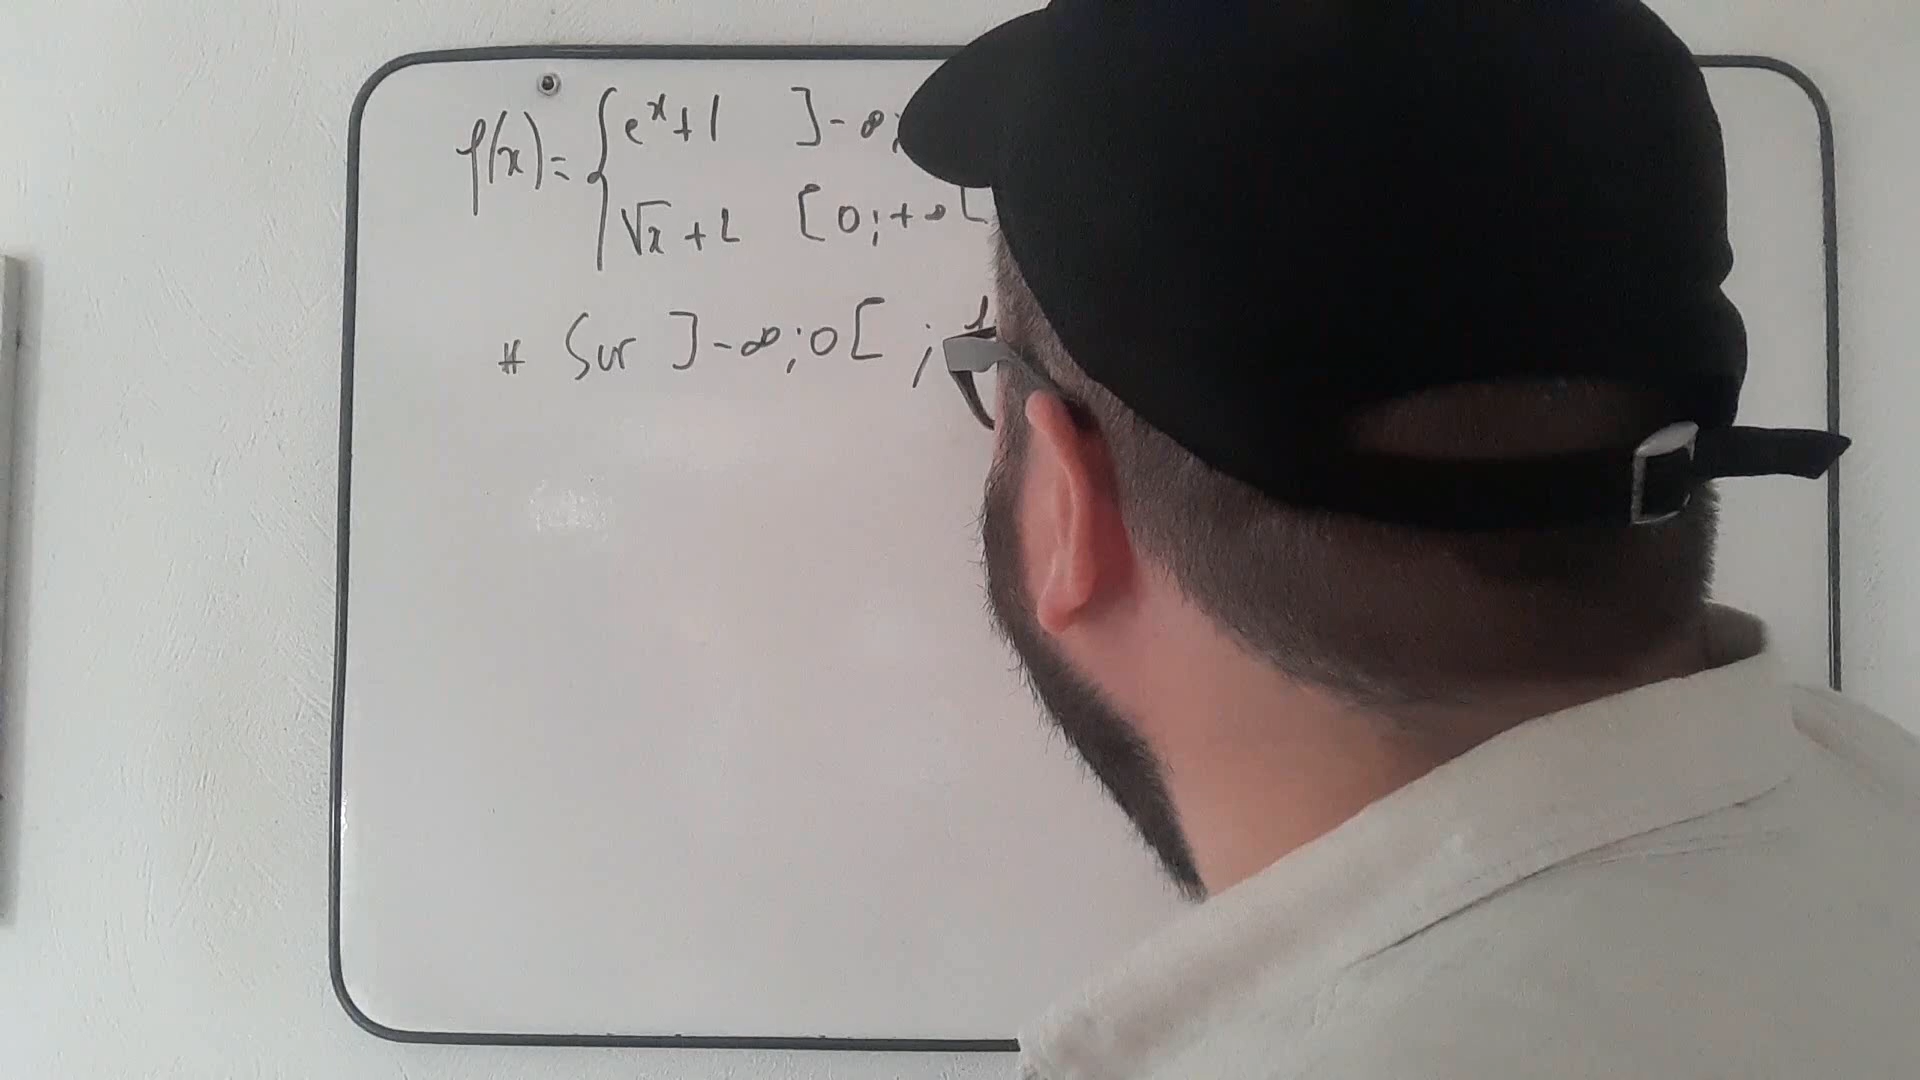 f(x) = { e^x + 1 ]-∞;
√x + 2 [0; +∞[
# Sur ]-∞; 0[ ;